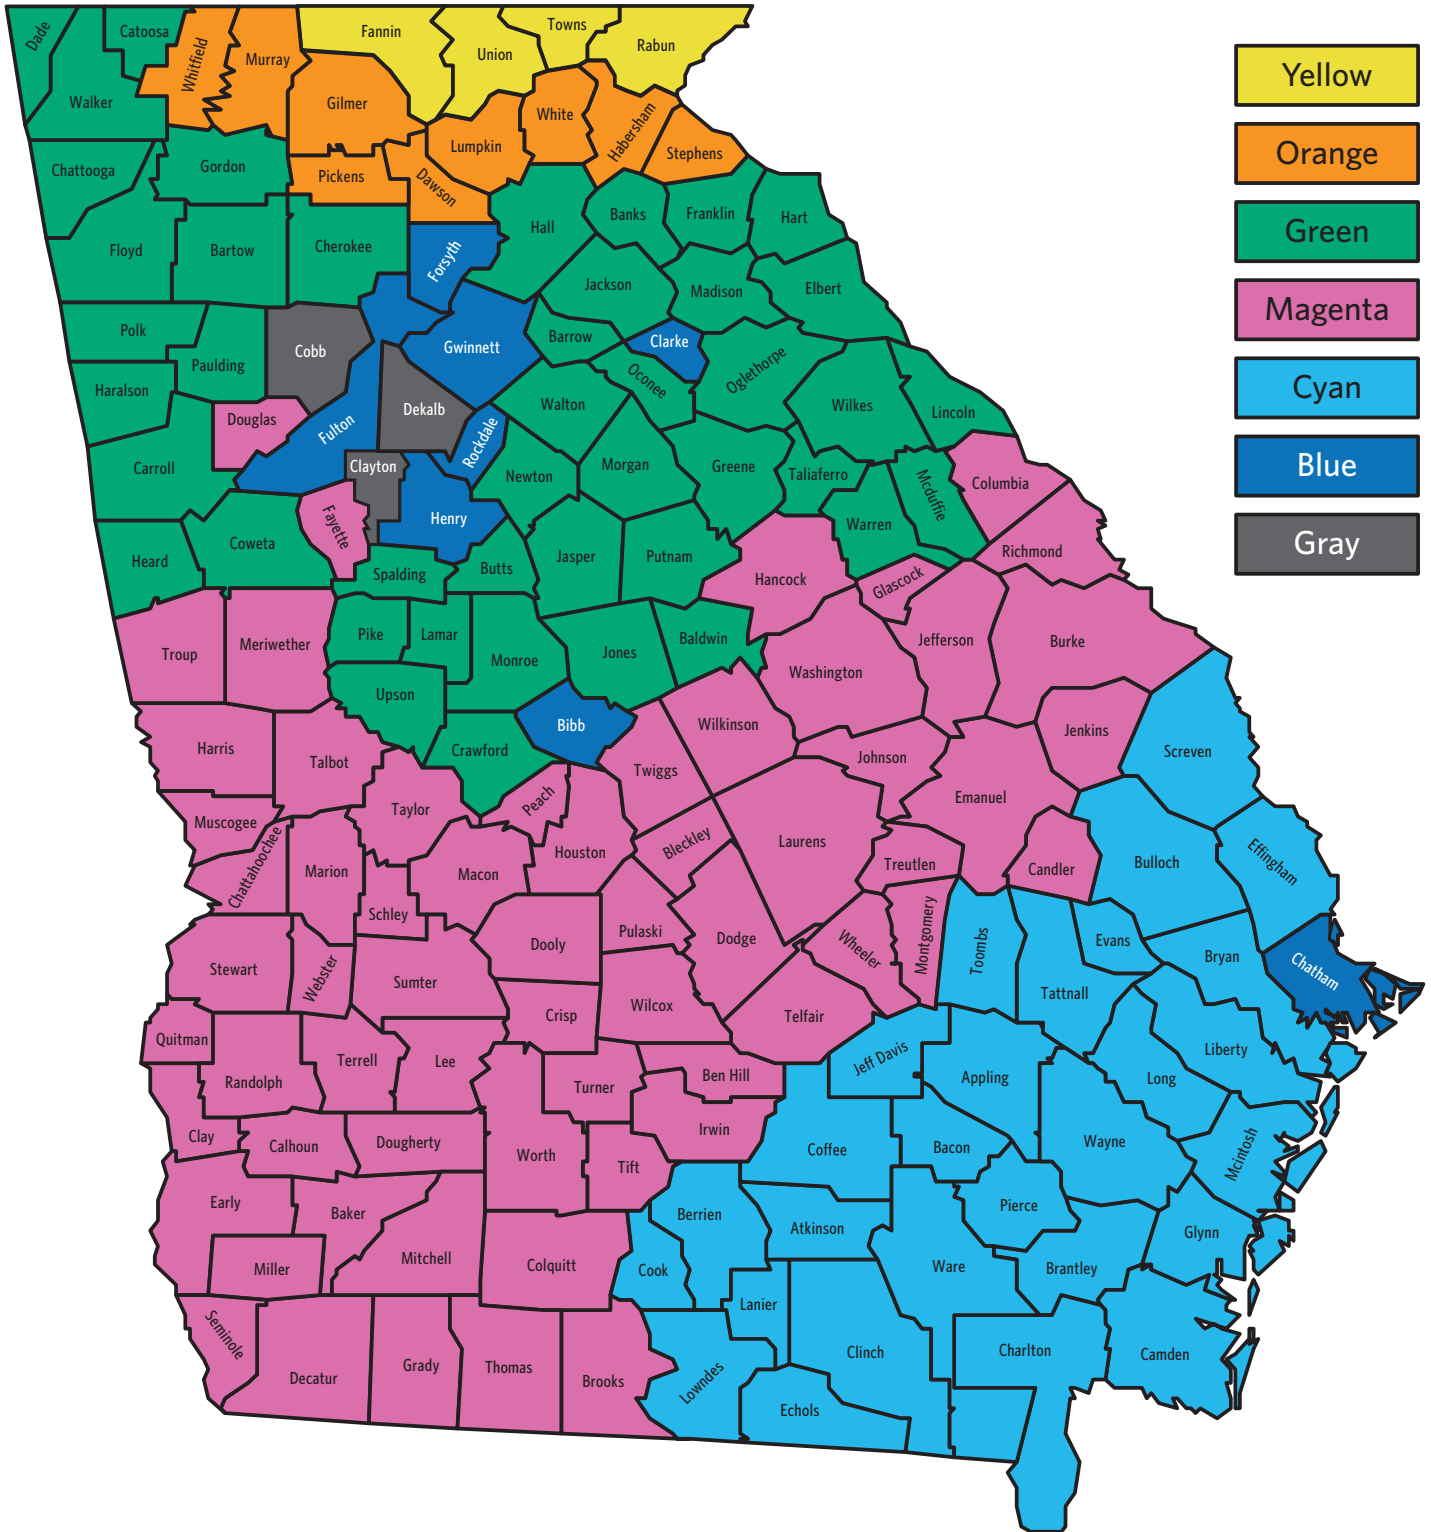 Dade
Catoosa
Whitfield
Murray
Fannin
Union
Towns
Rabun
Walker
Gilmer
Lumpkin
White
Habersham
Stephens
Chattooga
Gordon
Pickens
Dawson
Floyd
Bartow
Cherokee
Forsyth
Hall
Banks
Franklin
Hart
Jackson
Madison
Elbert
Polk
Paulding
Cobb
Gwinnett
Barrow
Clarke
Oconee
Oglethorpe
Haralson
Douglas
Fulton
Dekalb
Rockdale
Walton
Wilkes
Lincoln
Carroll
Clayton
Newton
Morgan
Greene
Taliaferro
Mcduffie
Columbia
Heard
Coweta
Fayette
Henry
Warren
Richmond
Spalding
Butts
Jasper
Putnam
Hancock
Glascock
Troup
Meriwether
Pike
Lamar
Monroe
Jones
Baldwin
Washington
Jefferson
Burke
Upson
Harris
Talbot
Crawford
Bibb
Wilkinson
Twiggs
Johnson
Jenkins
Screven
Muscogee
Taylor
Peach
Emanuel
Chattahoochee
Marion
Macon
Houston
Bleckley
Laurens
Treutlen
Candler
Bulloch
Effingham
Schley
Stewart
Webster
Sumter
Dooly
Pulaski
Dodge
Wheeler
Montgomery
Toombs
Evans
Tattnall
Bryan
Chatham
Quitman
Crisp
Wilcox
Telfair
Randolph
Terrell
Lee
Turner
Ben Hill
Jeff Davis
Appling
Long
Liberty
Clay
Calhoun
Dougherty
Worth
Tift
Irwin
Coffee
Bacon
Wayne
Mcintosh
Early
Baker
Mitchell
Berrien
Atkinson
Pierce
Glynn
Miller
Colquitt
Cook
Ware
Brantley
Seminole
Decatur
Grady
Thomas
Brooks
Lanier
Lowndes
Clinch
Echols
Charlton
Camden
Yellow
Orange
Green
Magenta
Cyan
Blue
Gray